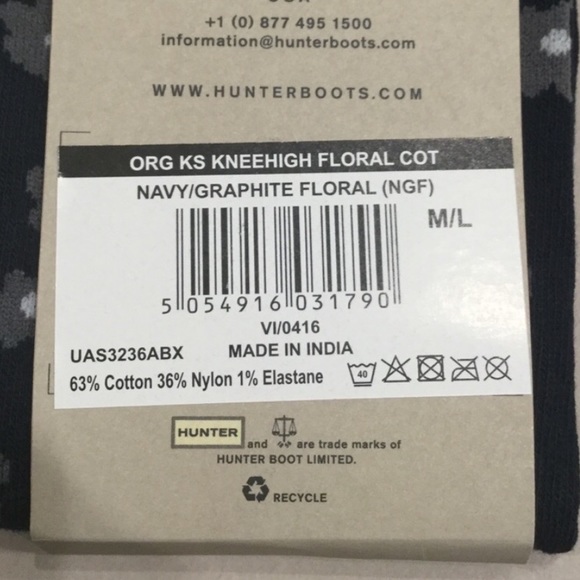 +1 (0) 877 495 1500
information@hunterboots.com
WWW.HUNTERBOOTS.COM
ORG KS KNEEHIGH FLORAL COT
NAVY/GRAPHITE FLORAL (NGF)
M/L
5 054916 031790
VI/0416
UAS3236ABX MADE IN INDIA
63% Cotton 36% Nylon 1% Elastane
40
HUNTER and are trade marks of
HUNTER BOOT LIMITED.
RECYCLE